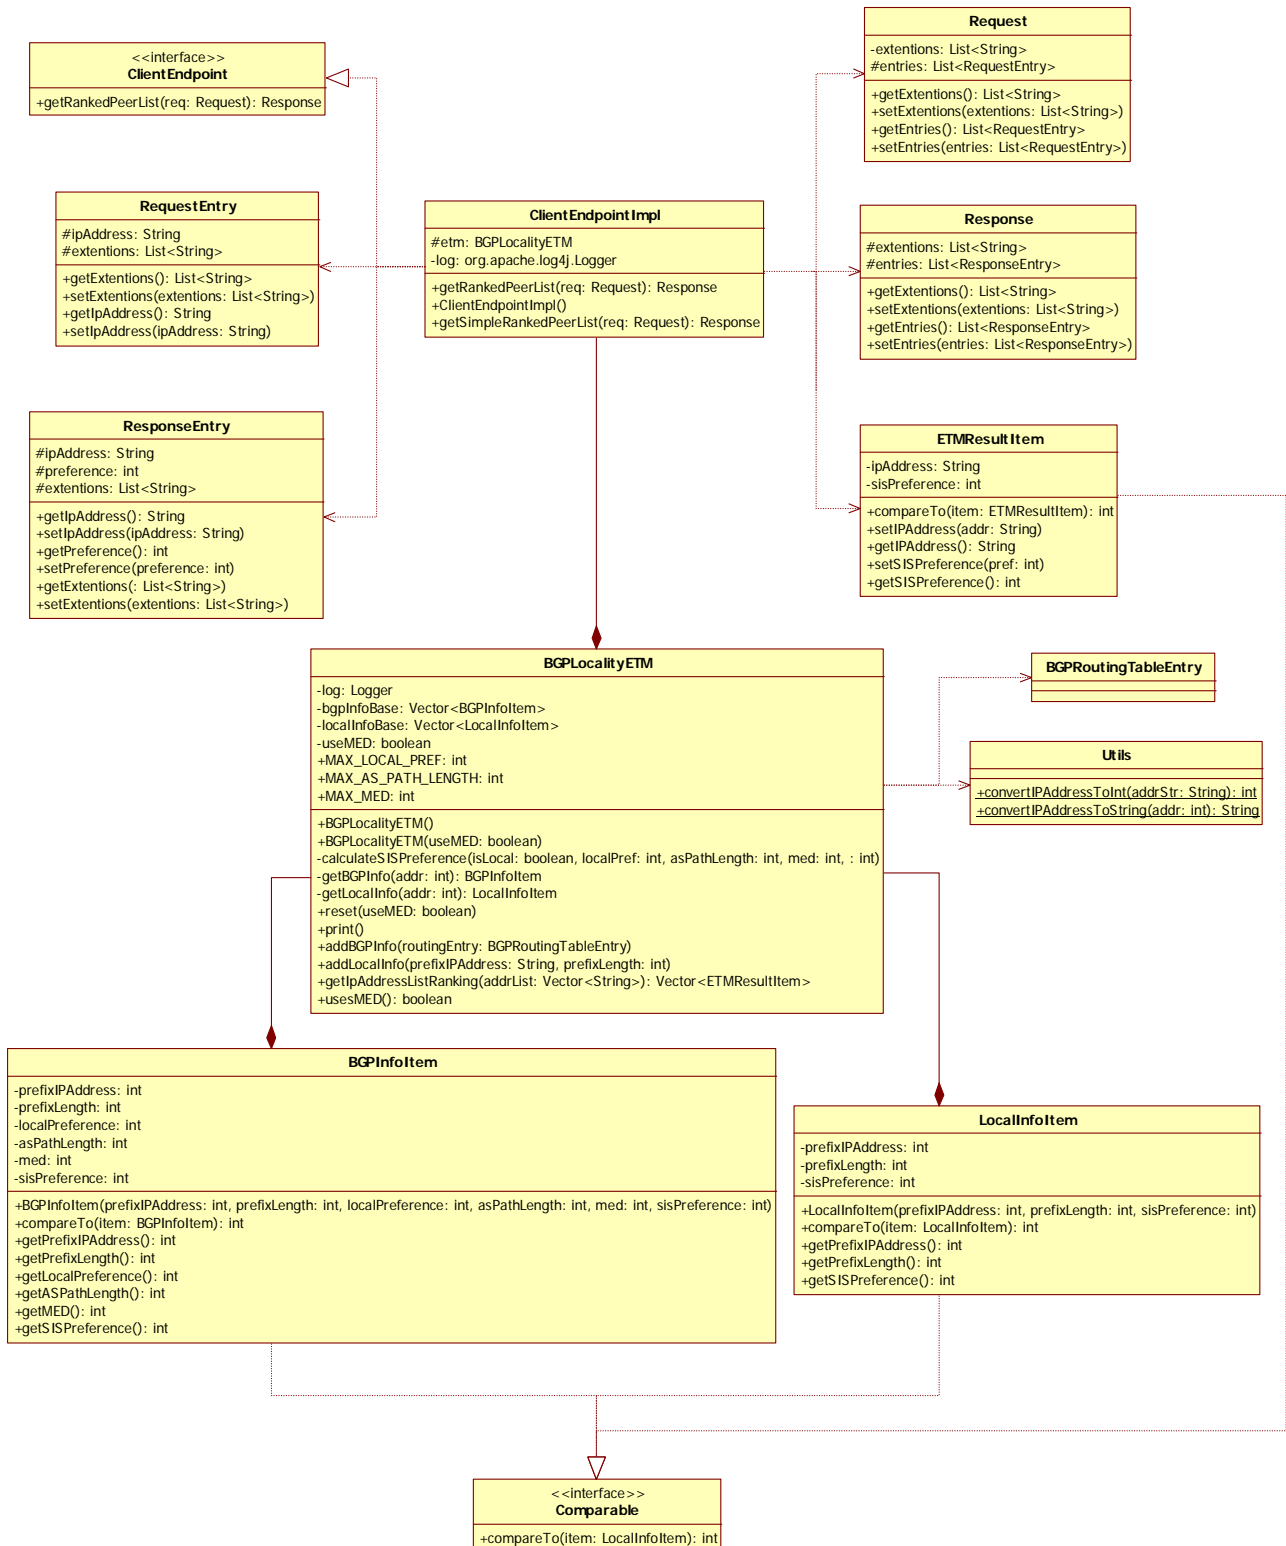 Request
-extentions: List<String>
#entries: List<RequestEntry>
+getExtentions(): List<String>
+setExtentions(extentions: List<String>)
+getEntries(): List<RequestEntry>
+setEntries(entries: List<RequestEntry>)
<<interface>>
ClientEndpoint
+getRankedPeerList(req: Request): Response
RequestEntry
#ipAddress: String
#extentions: List<String>
+getExtentions(): List<String>
+setExtentions(extentions: List<String>)
+getIpAddress(): String
+setIpAddress(ipAddress: String)
ClientEndpointImpl
#etm: BGPLocalityETM
-log: org.apache.log4j.Logger
+getRankedPeerList(req: Request): Response
+ClientEndpointImpl()
+getSimpleRankedPeerList(req: Request): Response
Response
#extentions: List<String>
#entries: List<ResponseEntry>
+getExtentions(): List<String>
+setExtentions(extentions: List<String>)
+getEntries(): List<ResponseEntry>
+setEntries(entries: List<ResponseEntry>)
ResponseEntry
#ipAddress: String
#preference: int
#extentions: List<String>
+getIpAddress(): String
+setIpAddress(ipAddress: String)
+getPreference(): int
+setPreference(preference: int)
+getExtentions(: List<String>)
+setExtentions(extentions: List<String>)
ETMResultItem
-ipAddress: String
-sisPreference: int
+compareTo(item: ETMResultItem): int
+setIPAddress(addr: String)
+getIPAddress(): String
+setSISPreference(pref: int)
+getSISPreference(): int
BGPLocalityETM
-log: Logger
-bgpInfoBase: Vector<BGPInfoItem>
-localInfoBase: Vector<LocalInfoItem>
-useMED: boolean
+MAX_LOCAL_PREF: int
+MAX_AS_PATH_LENGTH: int
+MAX_MED: int
+BGPLocalityETM()
+BGPLocalityETM(useMED: boolean)
-calculateSISPreference(isLocal: boolean, localPref: int, asPathLength: int, med: int, : int)
-getBGPInfo(addr: int): BGPInfoItem
-getLocalInfo(addr: int): LocalInfoItem
+reset(useMED: boolean)
+print()
+addBGPInfo(routingEntry: BGPRoutingTableEntry)
+addLocalInfo(prefixIPAddress: String, prefixLength: int)
+getIpAddressListRanking(addrList: Vector<String>): Vector<ETMResultItem>
+usesMED(): boolean
BGPRoutingTableEntry
Utils
+convertIPAddressToInt(addrStr: String): int
+convertIPAddressToString(addr: int): String
BGPInfoItem
-prefixIPAddress: int
-prefixLength: int
-localPreference: int
-asPathLength: int
-med: int
-sisPreference: int
+BGPInfoItem(prefixIPAddress: int, prefixLength: int, localPreference: int, asPathLength: int, med: int, sisPreference: int)
+compareTo(item: BGPInfoItem): int
+getPrefixIPAddress(): int
+getPrefixLength(): int
+getLocalPreference(): int
+getASPathLength(): int
+getMED(): int
+getSISPreference(): int
LocalInfoItem
-prefixIPAddress: int
-prefixLength: int
-sisPreference: int
+LocalInfoItem(prefixIPAddress: int, prefixLength: int, sisPreference: int)
+compareTo(item: LocalInfoItem): int
+getPrefixIPAddress(): int
+getPrefixLength(): int
+getSISPreference(): int
<<interface>>
Comparable
+compareTo(item: LocalInfoItem): int